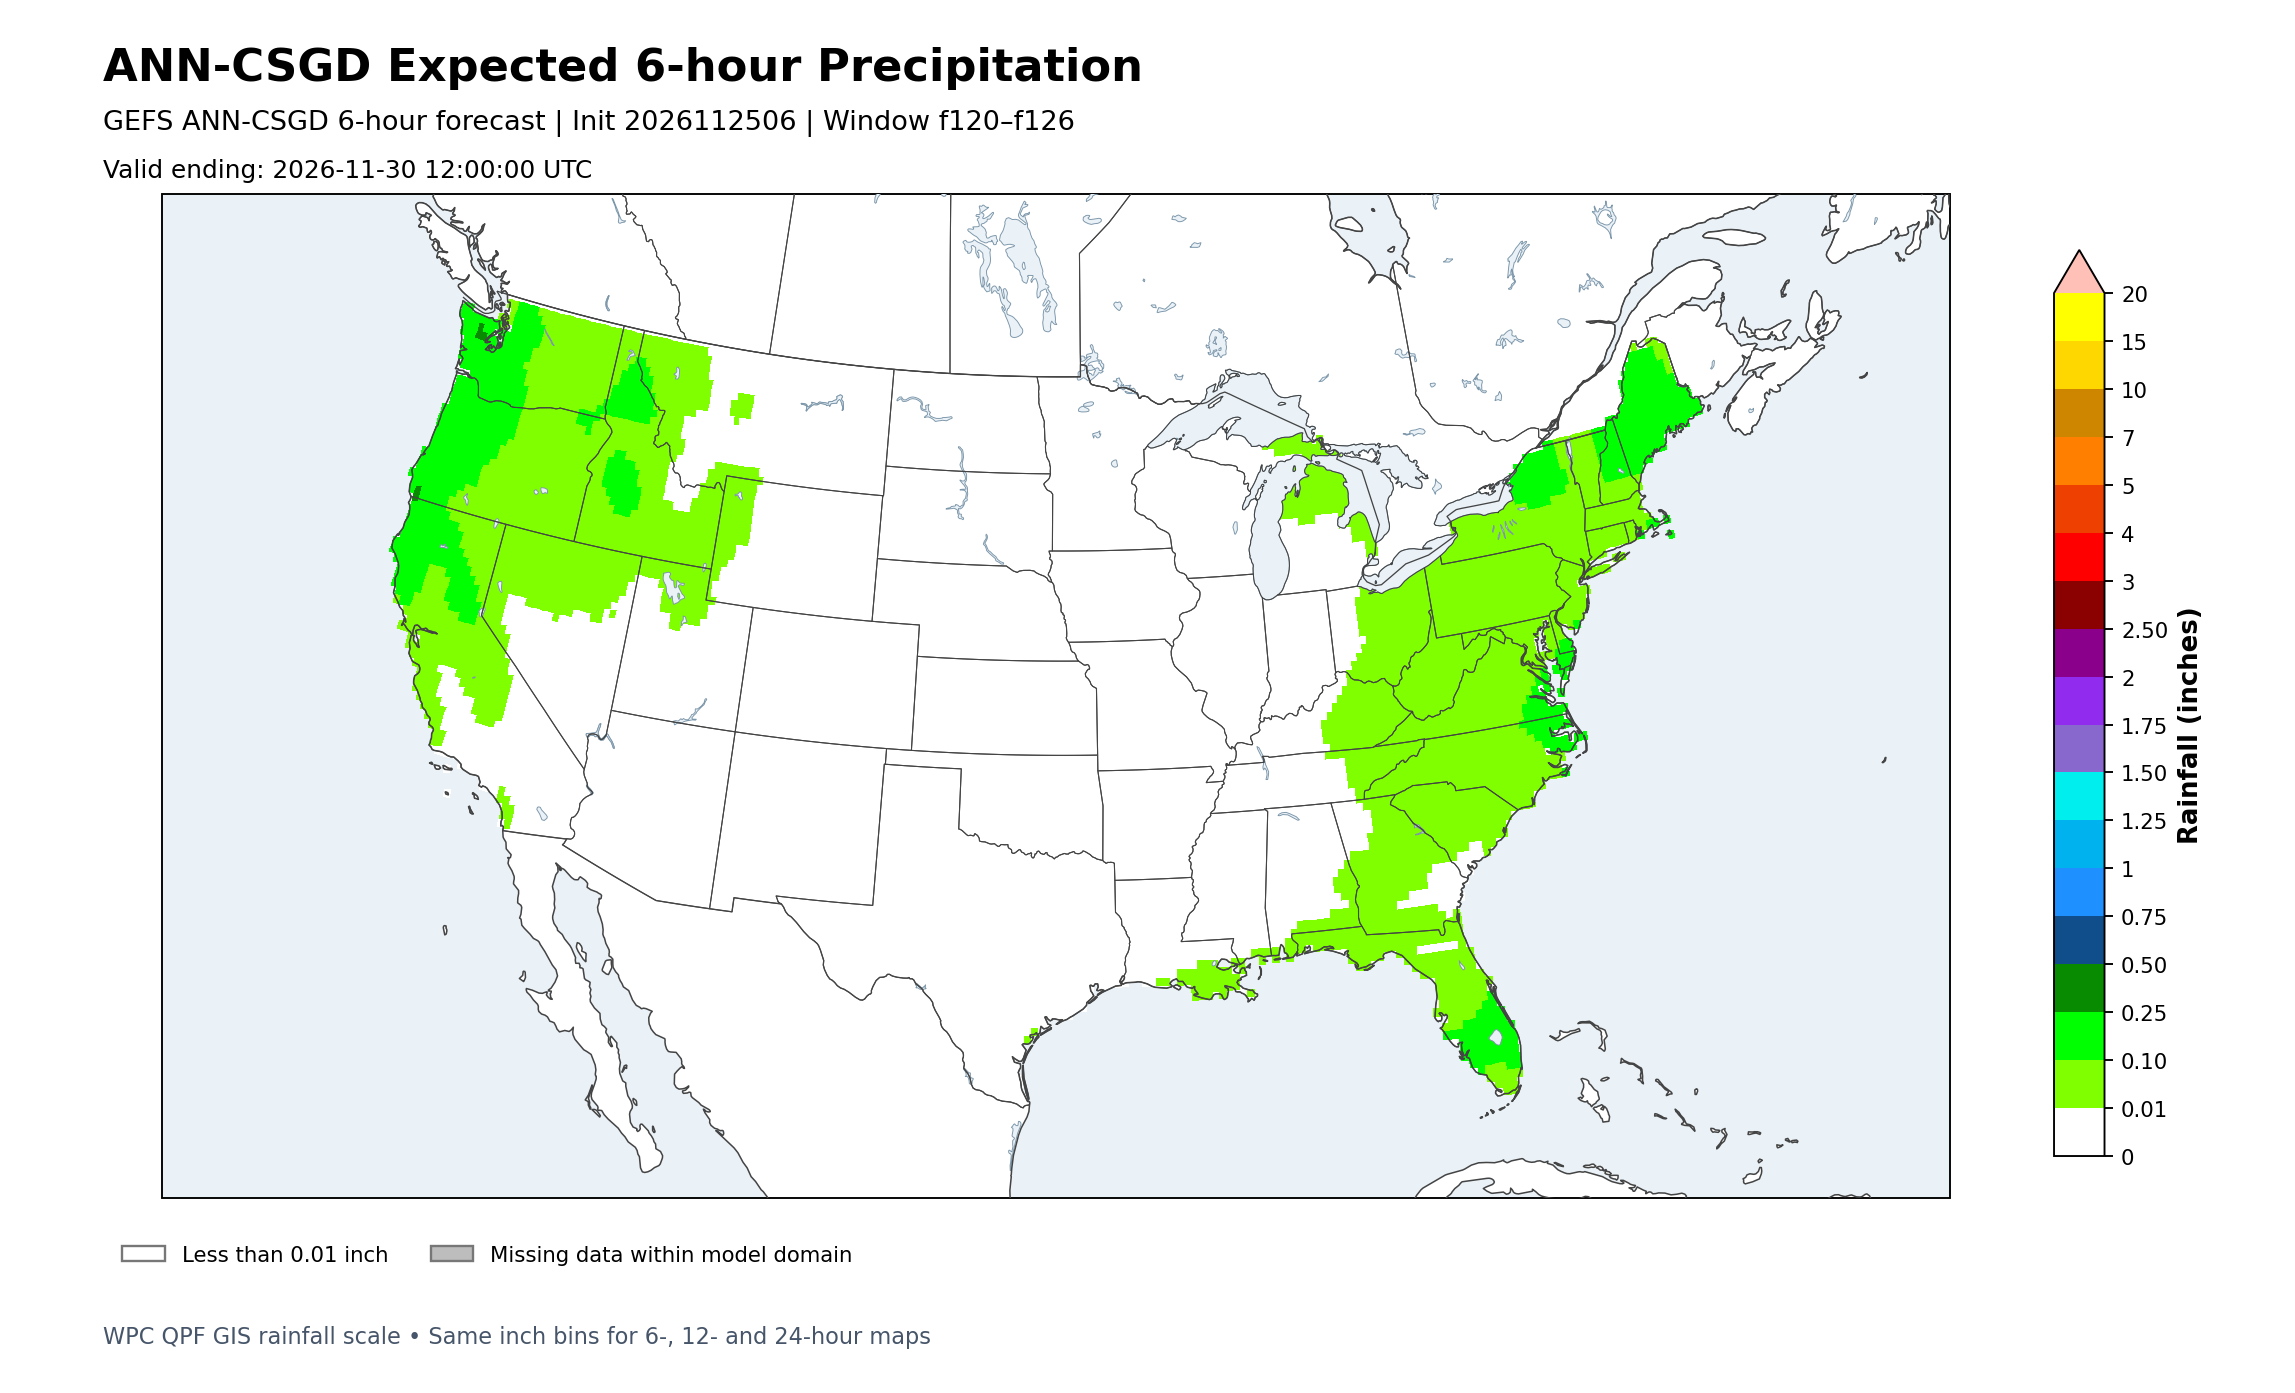 ANN-CSGD Expected 6-hour Precipitation
GEFS ANN-CSGD 6-hour forecast | Init 2026112506 | Window f120–f126
Valid ending: 2026-11-30 12:00:00 UTC
20
15
10
7
5
4
3
2.50
2
1.75
1.50
1.25
1
0.75
0.50
0.25
0.10
0.01
0
Rainfall (inches)
Less than 0.01 inch
Missing data within model domain
WPC QPF GIS rainfall scale • Same inch bins for 6-, 12- and 24-hour maps